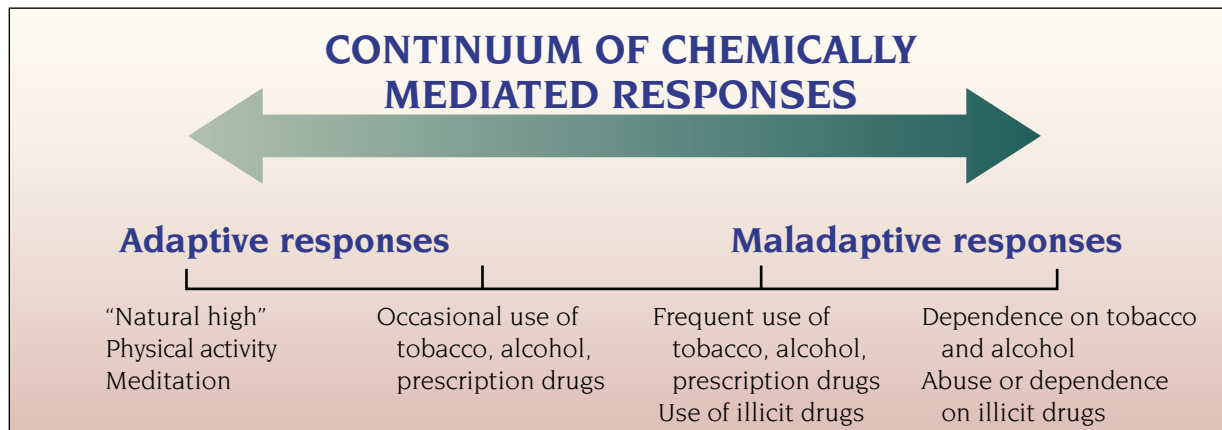 CONTINUUM OF CHEMICALLY
MEDIATED RESPONSES
Adaptive responses
Maladaptive responses
“Natural high”
Physical activity
Meditation
Occasional use of
tobacco, alcohol,
prescription drugs
Frequent use of
tobacco, alcohol,
prescription drugs
Use of illicit drugs
Dependence on tobacco
and alcohol
Abuse or dependence
on illicit drugs